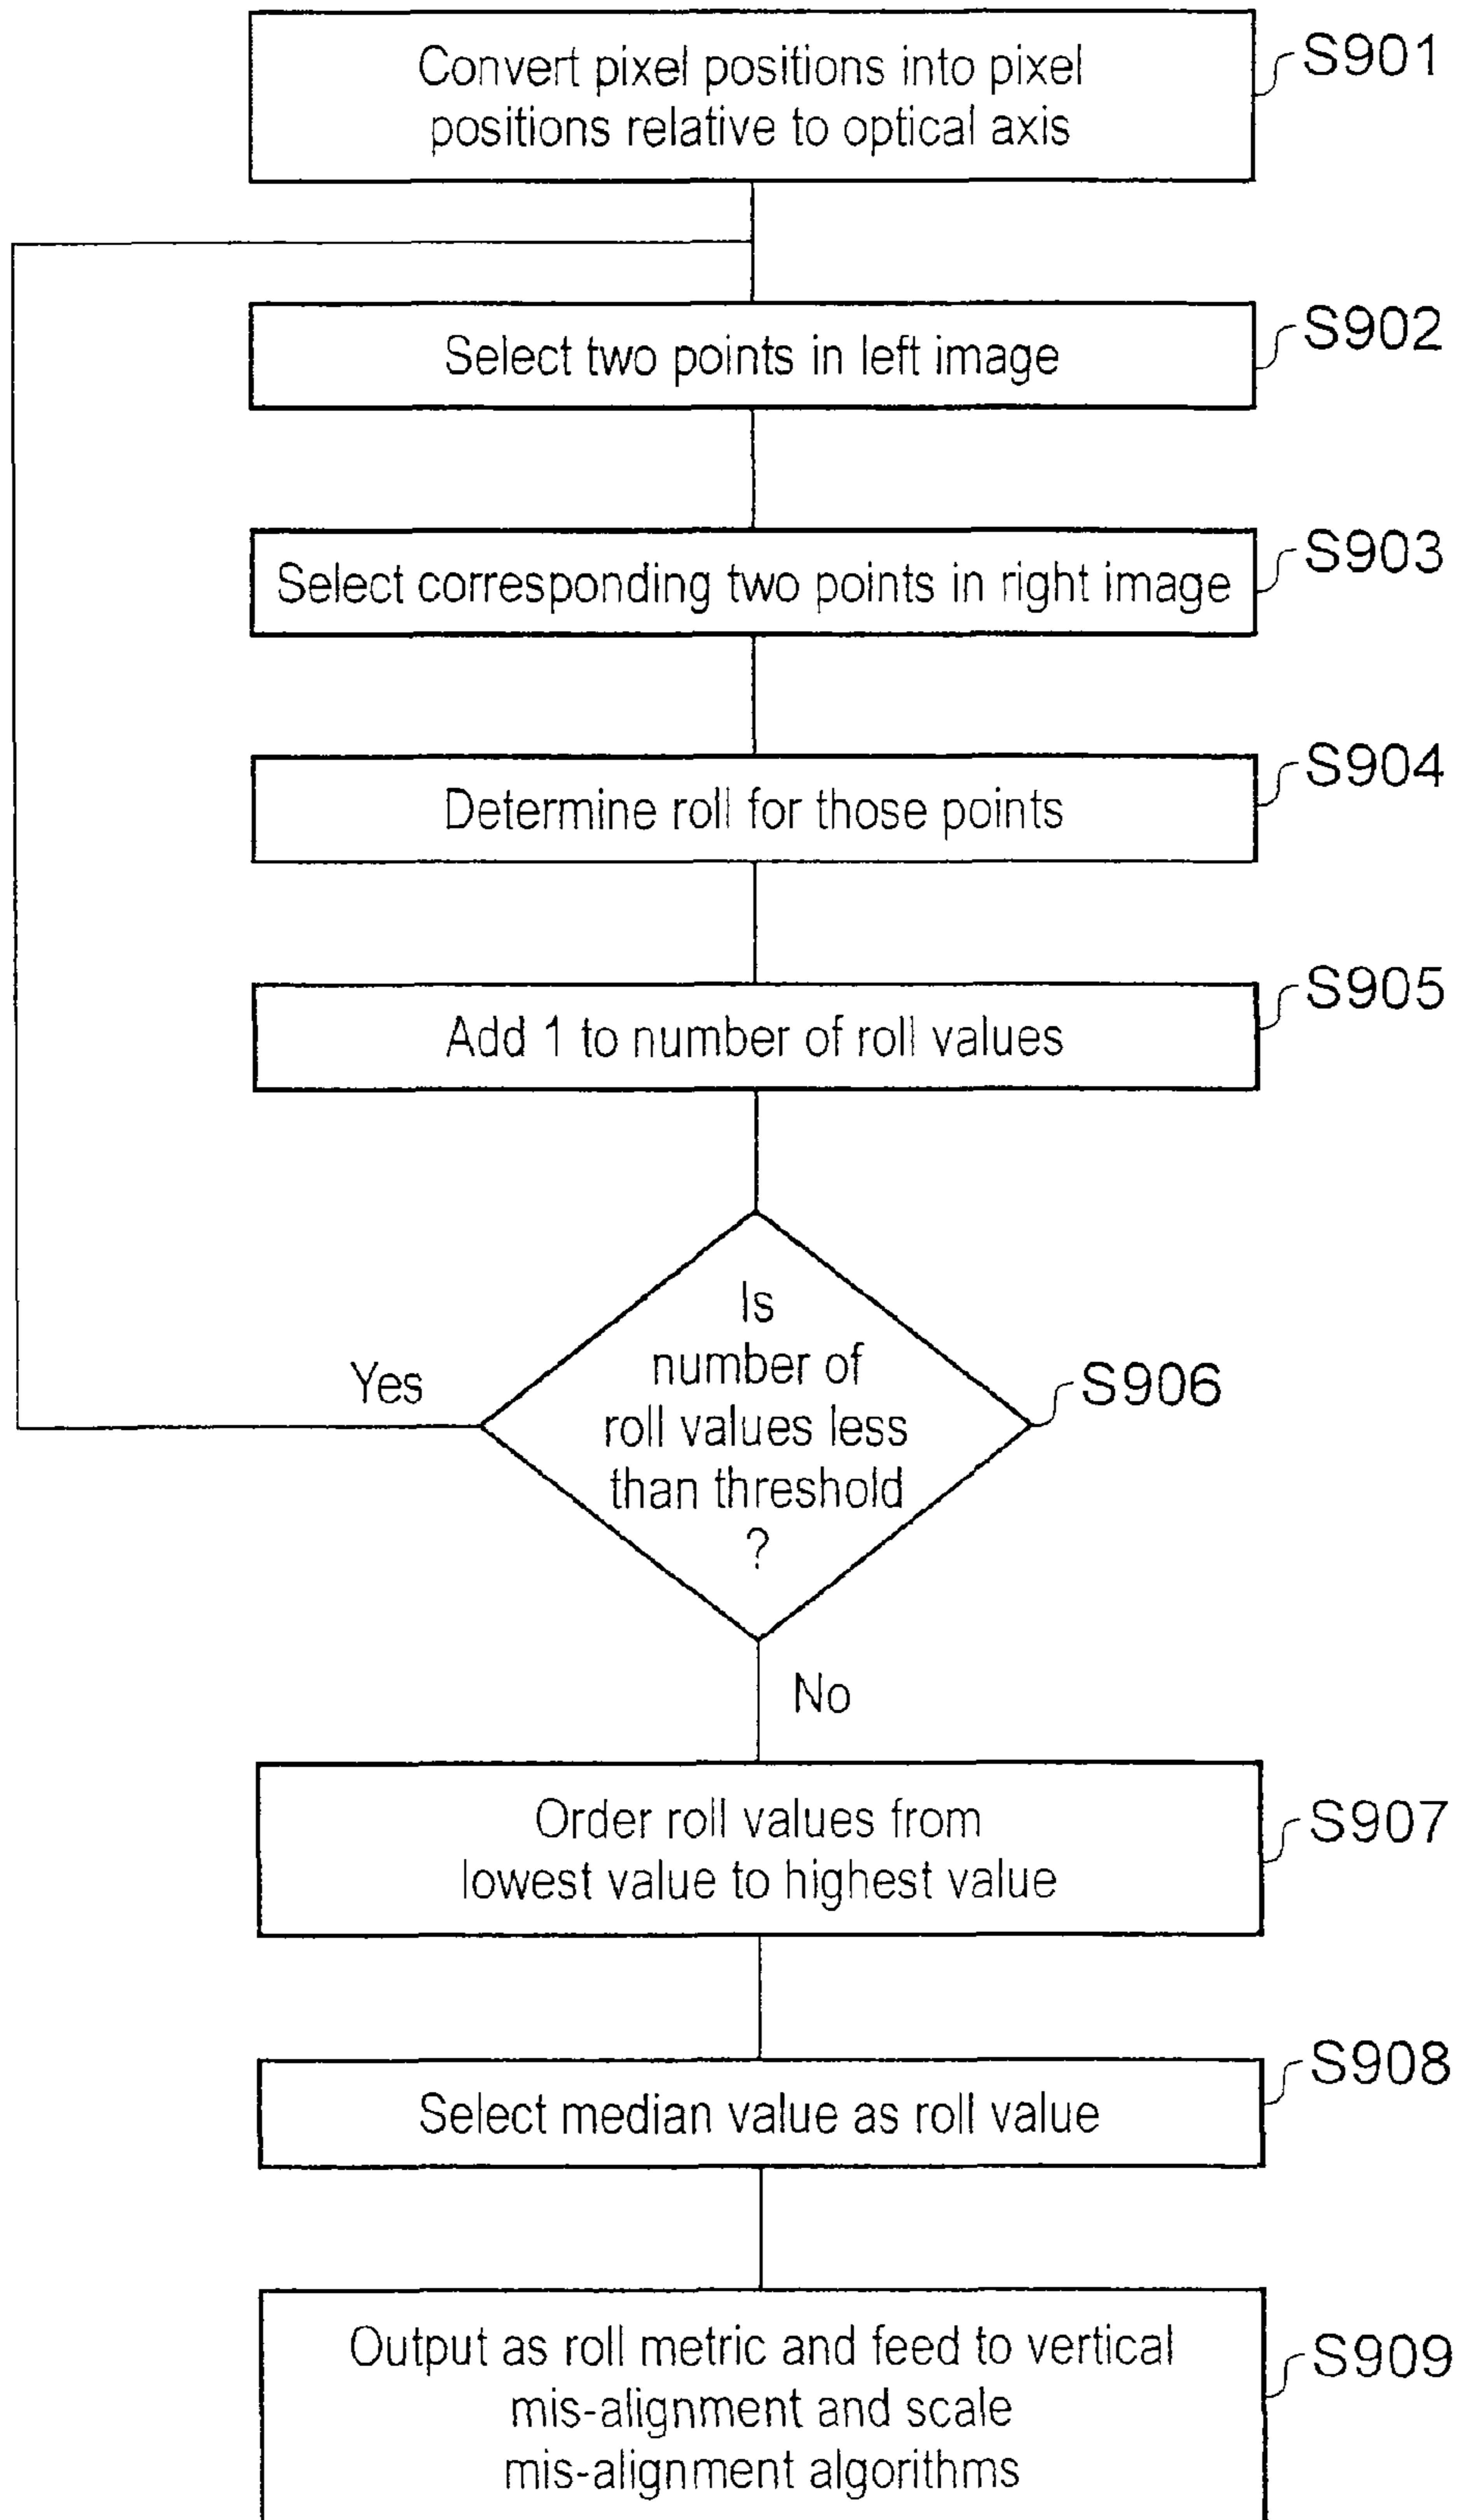 Convert pixel positions into pixel
positions relative to optical axis
S901
Select two points in left image
S902
Select corresponding two points in right image
S903
Determine roll for those points
S904
Add 1 to number of roll values
S905
Is
number of
roll values less
than threshold
?
S906
Yes
No
Order roll values from
lowest value to highest value
S907
Select median value as roll value
S908
Output as roll metric and feed to vertical
mis-alignment and scale
mis-alignment algorithms
S909